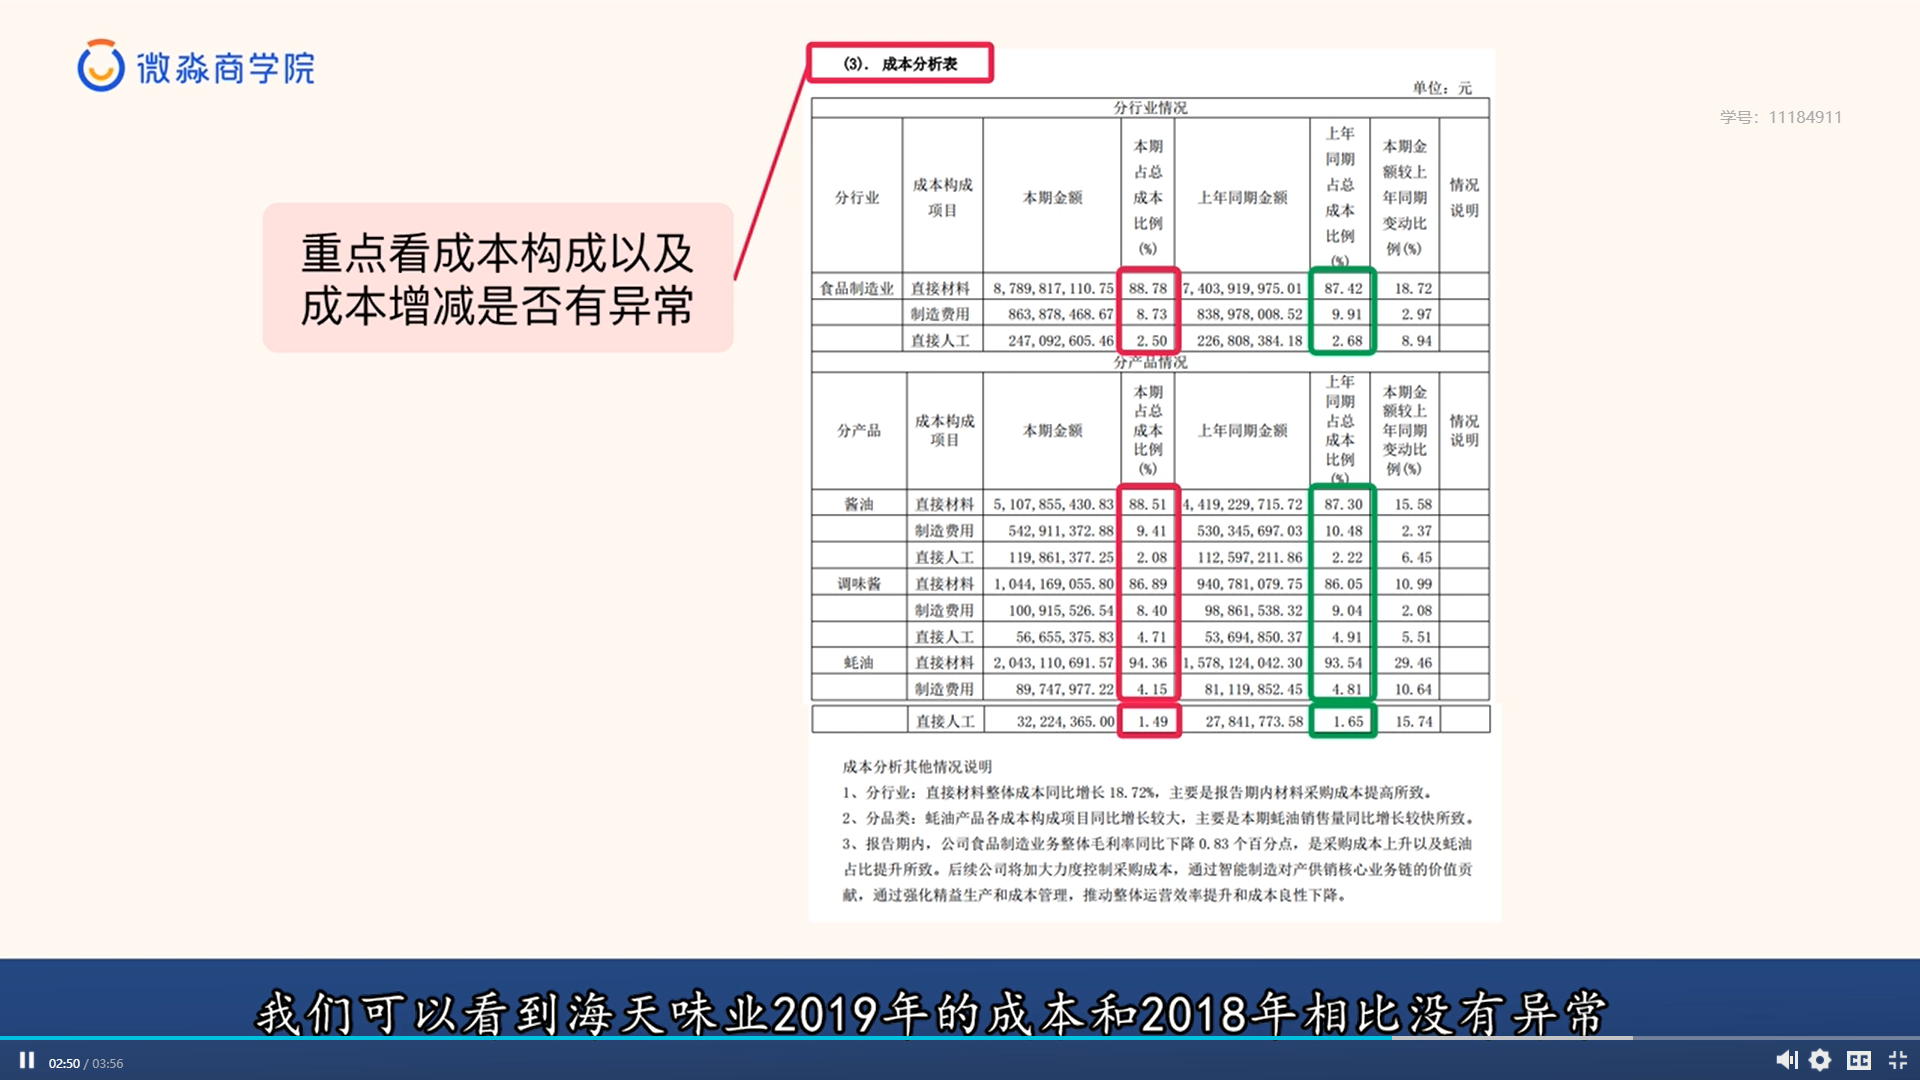 微淼商学院
学号：11184911
重点看成本构成以及
成本增减是否有异常
(3). 成本分析表
单位：元
分行业情况
分行业 成本构成项目 本期金额 本期占总成本比例(%) 上年同期金额 上年同期占总成本比例(%) 本期金额较上年同期变动比例(%) 情况说明
食品制造业 直接材料 8,789,817,110.75 88.78 7,403,919,975.01 87.42 18.72
制造费用 863,878,468.67 8.73 838,978,008.52 9.91 2.97
直接人工 247,092,605.46 2.50 226,808,384.18 2.68 8.94
分产品情况
分产品 成本构成项目 本期金额 本期占总成本比例(%) 上年同期金额 上年同期占总成本比例(%) 本期金额较上年同期变动比例(%) 情况说明
酱油 直接材料 5,107,855,430.83 88.51 4,419,229,715.72 87.30 15.58
制造费用 542,911,372.88 9.41 530,345,697.03 10.48 2.37
直接人工 119,861,377.25 2.08 112,597,211.86 2.22 6.45
调味酱 直接材料 1,044,169,055.80 86.89 940,781,079.75 86.05 10.99
制造费用 100,915,526.54 8.40 98,861,538.32 9.04 2.08
直接人工 56,655,375.83 4.71 53,694,850.37 4.91 5.51
蚝油 直接材料 2,043,110,691.57 94.36 1,578,124,042.30 93.54 29.46
制造费用 89,747,977.22 4.15 81,119,852.45 4.81 10.64
直接人工 32,224,365.00 1.49 27,841,773.58 1.65 15.74
成本分析其他情况说明
1、分行业：直接材料整体成本同比增长 18.72%，主要是报告期内材料采购成本提高所致。
2、分品类：蚝油产品各成本构成项目同比增长较大，主要是本期蚝油销售量同比增长较快所致。
3、报告期内，公司食品制造业务整体毛利率同比下降 0.83 个百分点，是采购成本上升以及蚝油
占比提升所致。后续公司将加大力度控制采购成本，通过智能制造对产供销核心业务链的价值贡
献，通过强化精益生产和成本管理，推动整体运营效率提升和成本良性下降。
我们可以看到海天味业2019年的成本和2018年相比没有异常
02:50 / 03:56
CC